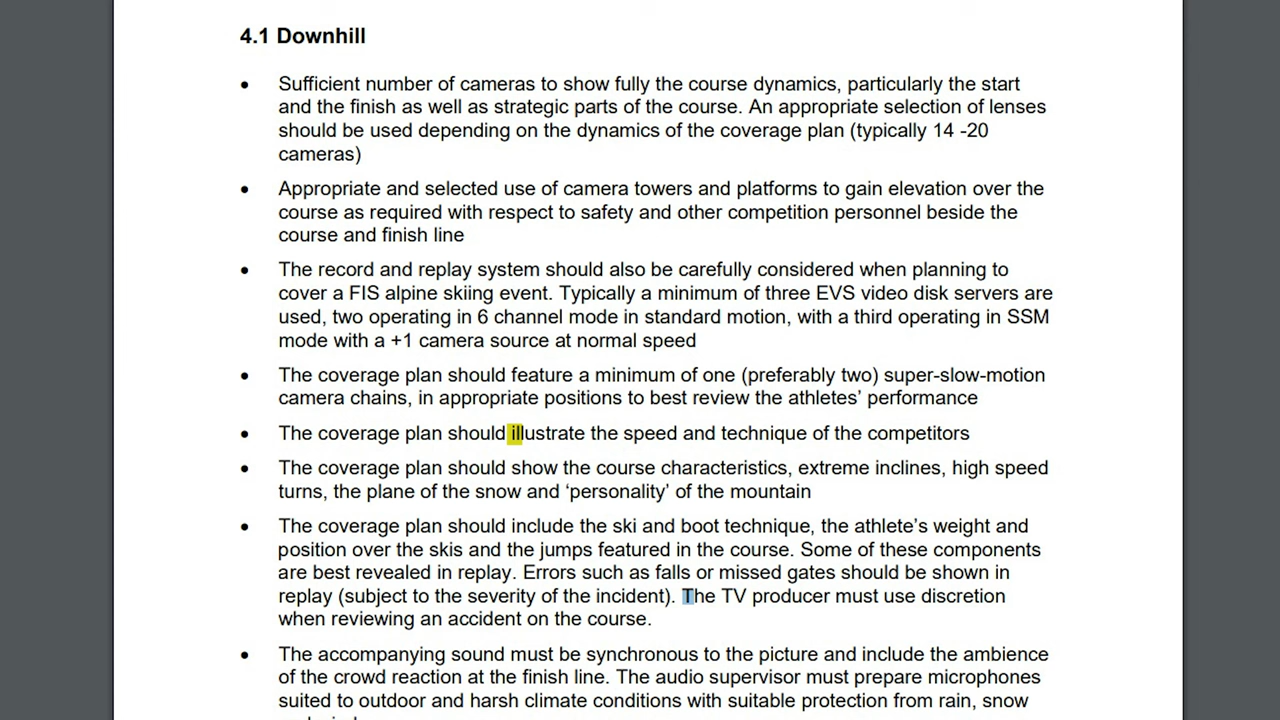 4.1 Downhill
• Sufficient number of cameras to show fully the course dynamics, particularly the start
and the finish as well as strategic parts of the course. An appropriate selection of lenses
should be used depending on the dynamics of the coverage plan (typically 14 -20
cameras)
• Appropriate and selected use of camera towers and platforms to gain elevation over the
course as required with respect to safety and other competition personnel beside the
course and finish line
• The record and replay system should also be carefully considered when planning to
cover a FIS alpine skiing event. Typically a minimum of three EVS video disk servers are
used, two operating in 6 channel mode in standard motion, with a third operating in SSM
mode with a +1 camera source at normal speed
• The coverage plan should feature a minimum of one (preferably two) super-slow-motion
camera chains, in appropriate positions to best review the athletes’ performance
• The coverage plan should illustrate the speed and technique of the competitors
• The coverage plan should show the course characteristics, extreme inclines, high speed
turns, the plane of the snow and ‘personality’ of the mountain
• The coverage plan should include the ski and boot technique, the athlete’s weight and
position over the skis and the jumps featured in the course. Some of these components
are best revealed in replay. Errors such as falls or missed gates should be shown in
replay (subject to the severity of the incident). The TV producer must use discretion
when reviewing an accident on the course.
• The accompanying sound must be synchronous to the picture and include the ambience
of the crowd reaction at the finish line. The audio supervisor must prepare microphones
suited to outdoor and harsh climate conditions with suitable protection from rain, snow